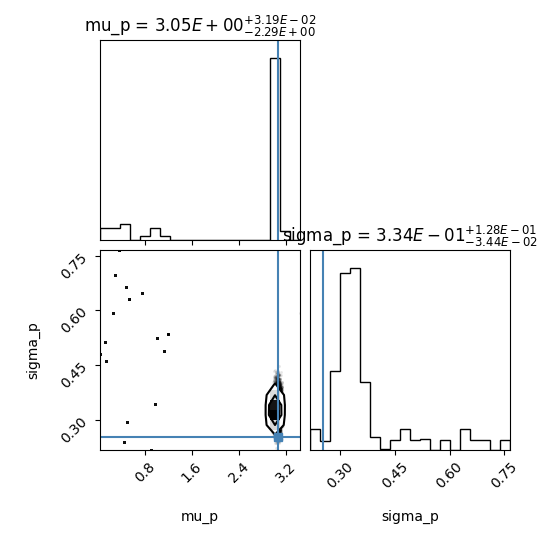 mu_p = 3.05E + 00 +3.19E − 02 −2.29E + 00
sigma_p = 3.34E − 01 +1.28E − 01 −3.44E − 02
0.75
0.60
0.45
0.30
sigma_p
0.8 1.6 2.4 3.2 0.30 0.45 0.60 0.75
mu_p sigma_p